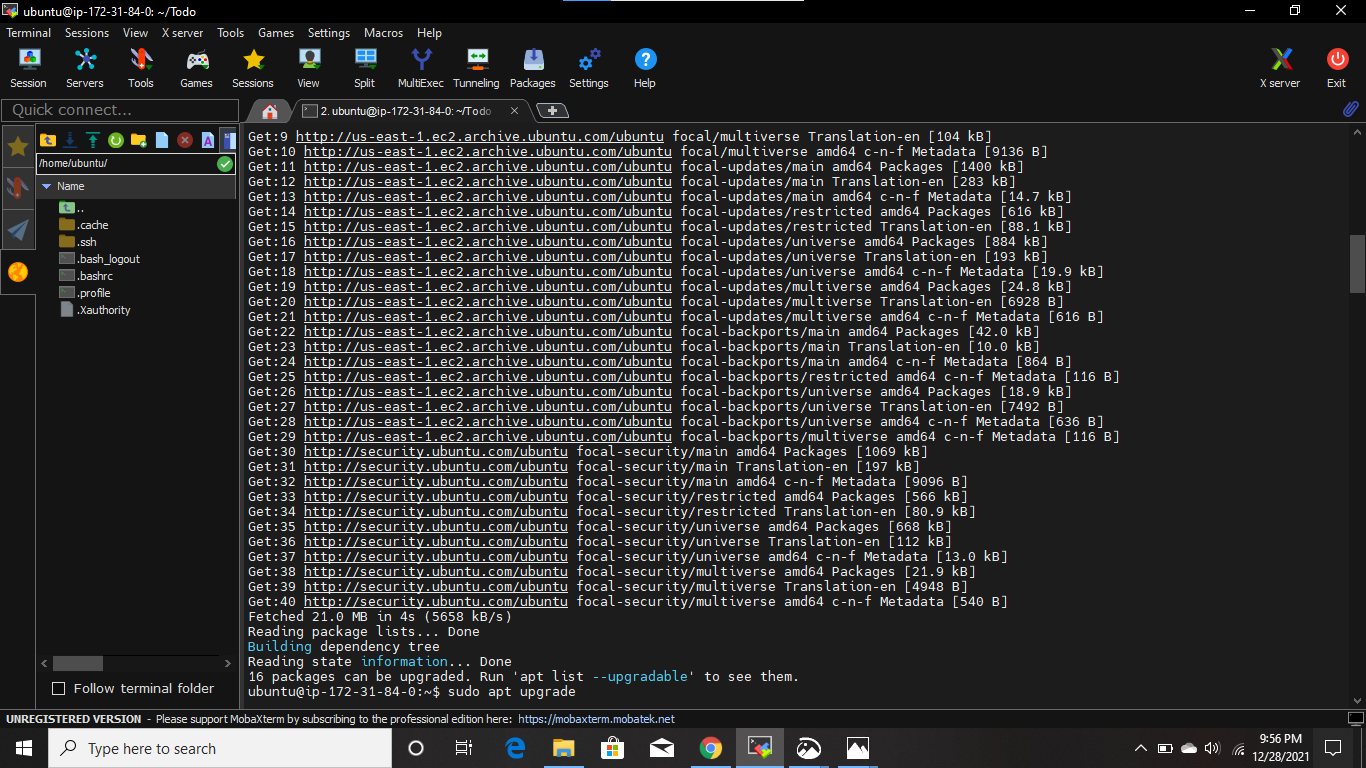 ubuntu@ip-172-31-84-0: ~/Todo
Terminal Sessions View X server Tools Games Settings Macros Help
Session Servers Tools Games Sessions View Split MultiExec Tunneling Packages Settings Help X server Exit
Quick connect...
2. ubuntu@ip-172-31-84-0: ~/Todo
/home/ubuntu/
Name
..
.cache
.ssh
.bash_logout
.bashrc
.profile
.Xauthority
Follow terminal folder
Get:9 http://us-east-1.ec2.archive.ubuntu.com/ubuntu focal/multiverse Translation-en [104 kB]
Get:10 http://us-east-1.ec2.archive.ubuntu.com/ubuntu focal/multiverse amd64 c-n-f Metadata [9136 B]
Get:11 http://us-east-1.ec2.archive.ubuntu.com/ubuntu focal-updates/main amd64 Packages [1400 kB]
Get:12 http://us-east-1.ec2.archive.ubuntu.com/ubuntu focal-updates/main Translation-en [283 kB]
Get:13 http://us-east-1.ec2.archive.ubuntu.com/ubuntu focal-updates/main amd64 c-n-f Metadata [14.7 kB]
Get:14 http://us-east-1.ec2.archive.ubuntu.com/ubuntu focal-updates/restricted amd64 Packages [616 kB]
Get:15 http://us-east-1.ec2.archive.ubuntu.com/ubuntu focal-updates/restricted Translation-en [88.1 kB]
Get:16 http://us-east-1.ec2.archive.ubuntu.com/ubuntu focal-updates/universe amd64 Packages [884 kB]
Get:17 http://us-east-1.ec2.archive.ubuntu.com/ubuntu focal-updates/universe Translation-en [193 kB]
Get:18 http://us-east-1.ec2.archive.ubuntu.com/ubuntu focal-updates/universe amd64 c-n-f Metadata [19.9 kB]
Get:19 http://us-east-1.ec2.archive.ubuntu.com/ubuntu focal-updates/multiverse amd64 Packages [24.8 kB]
Get:20 http://us-east-1.ec2.archive.ubuntu.com/ubuntu focal-updates/multiverse Translation-en [6928 B]
Get:21 http://us-east-1.ec2.archive.ubuntu.com/ubuntu focal-updates/multiverse amd64 c-n-f Metadata [616 B]
Get:22 http://us-east-1.ec2.archive.ubuntu.com/ubuntu focal-backports/main amd64 Packages [42.0 kB]
Get:23 http://us-east-1.ec2.archive.ubuntu.com/ubuntu focal-backports/main Translation-en [10.0 kB]
Get:24 http://us-east-1.ec2.archive.ubuntu.com/ubuntu focal-backports/main amd64 c-n-f Metadata [864 B]
Get:25 http://us-east-1.ec2.archive.ubuntu.com/ubuntu focal-backports/restricted amd64 c-n-f Metadata [116 B]
Get:26 http://us-east-1.ec2.archive.ubuntu.com/ubuntu focal-backports/universe amd64 Packages [18.9 kB]
Get:27 http://us-east-1.ec2.archive.ubuntu.com/ubuntu focal-backports/universe Translation-en [7492 B]
Get:28 http://us-east-1.ec2.archive.ubuntu.com/ubuntu focal-backports/universe amd64 c-n-f Metadata [636 B]
Get:29 http://us-east-1.ec2.archive.ubuntu.com/ubuntu focal-backports/multiverse amd64 c-n-f Metadata [116 B]
Get:30 http://security.ubuntu.com/ubuntu focal-security/main amd64 Packages [1069 kB]
Get:31 http://security.ubuntu.com/ubuntu focal-security/main Translation-en [197 kB]
Get:32 http://security.ubuntu.com/ubuntu focal-security/main amd64 c-n-f Metadata [9096 B]
Get:33 http://security.ubuntu.com/ubuntu focal-security/restricted amd64 Packages [566 kB]
Get:34 http://security.ubuntu.com/ubuntu focal-security/restricted Translation-en [80.9 kB]
Get:35 http://security.ubuntu.com/ubuntu focal-security/universe amd64 Packages [668 kB]
Get:36 http://security.ubuntu.com/ubuntu focal-security/universe Translation-en [112 kB]
Get:37 http://security.ubuntu.com/ubuntu focal-security/universe amd64 c-n-f Metadata [13.0 kB]
Get:38 http://security.ubuntu.com/ubuntu focal-security/multiverse amd64 Packages [21.9 kB]
Get:39 http://security.ubuntu.com/ubuntu focal-security/multiverse Translation-en [4948 B]
Get:40 http://security.ubuntu.com/ubuntu focal-security/multiverse amd64 c-n-f Metadata [540 B]
Fetched 21.0 MB in 4s (5658 kB/s)
Reading package lists... Done
Building dependency tree
Reading state information... Done
16 packages can be upgraded. Run 'apt list --upgradable' to see them.
ubuntu@ip-172-31-84-0:~$ sudo apt upgrade
UNREGISTERED VERSION - Please support MobaXterm by subscribing to the professional edition here: https://mobaxterm.mobatek.net
Type here to search
9:56 PM
12/28/2021